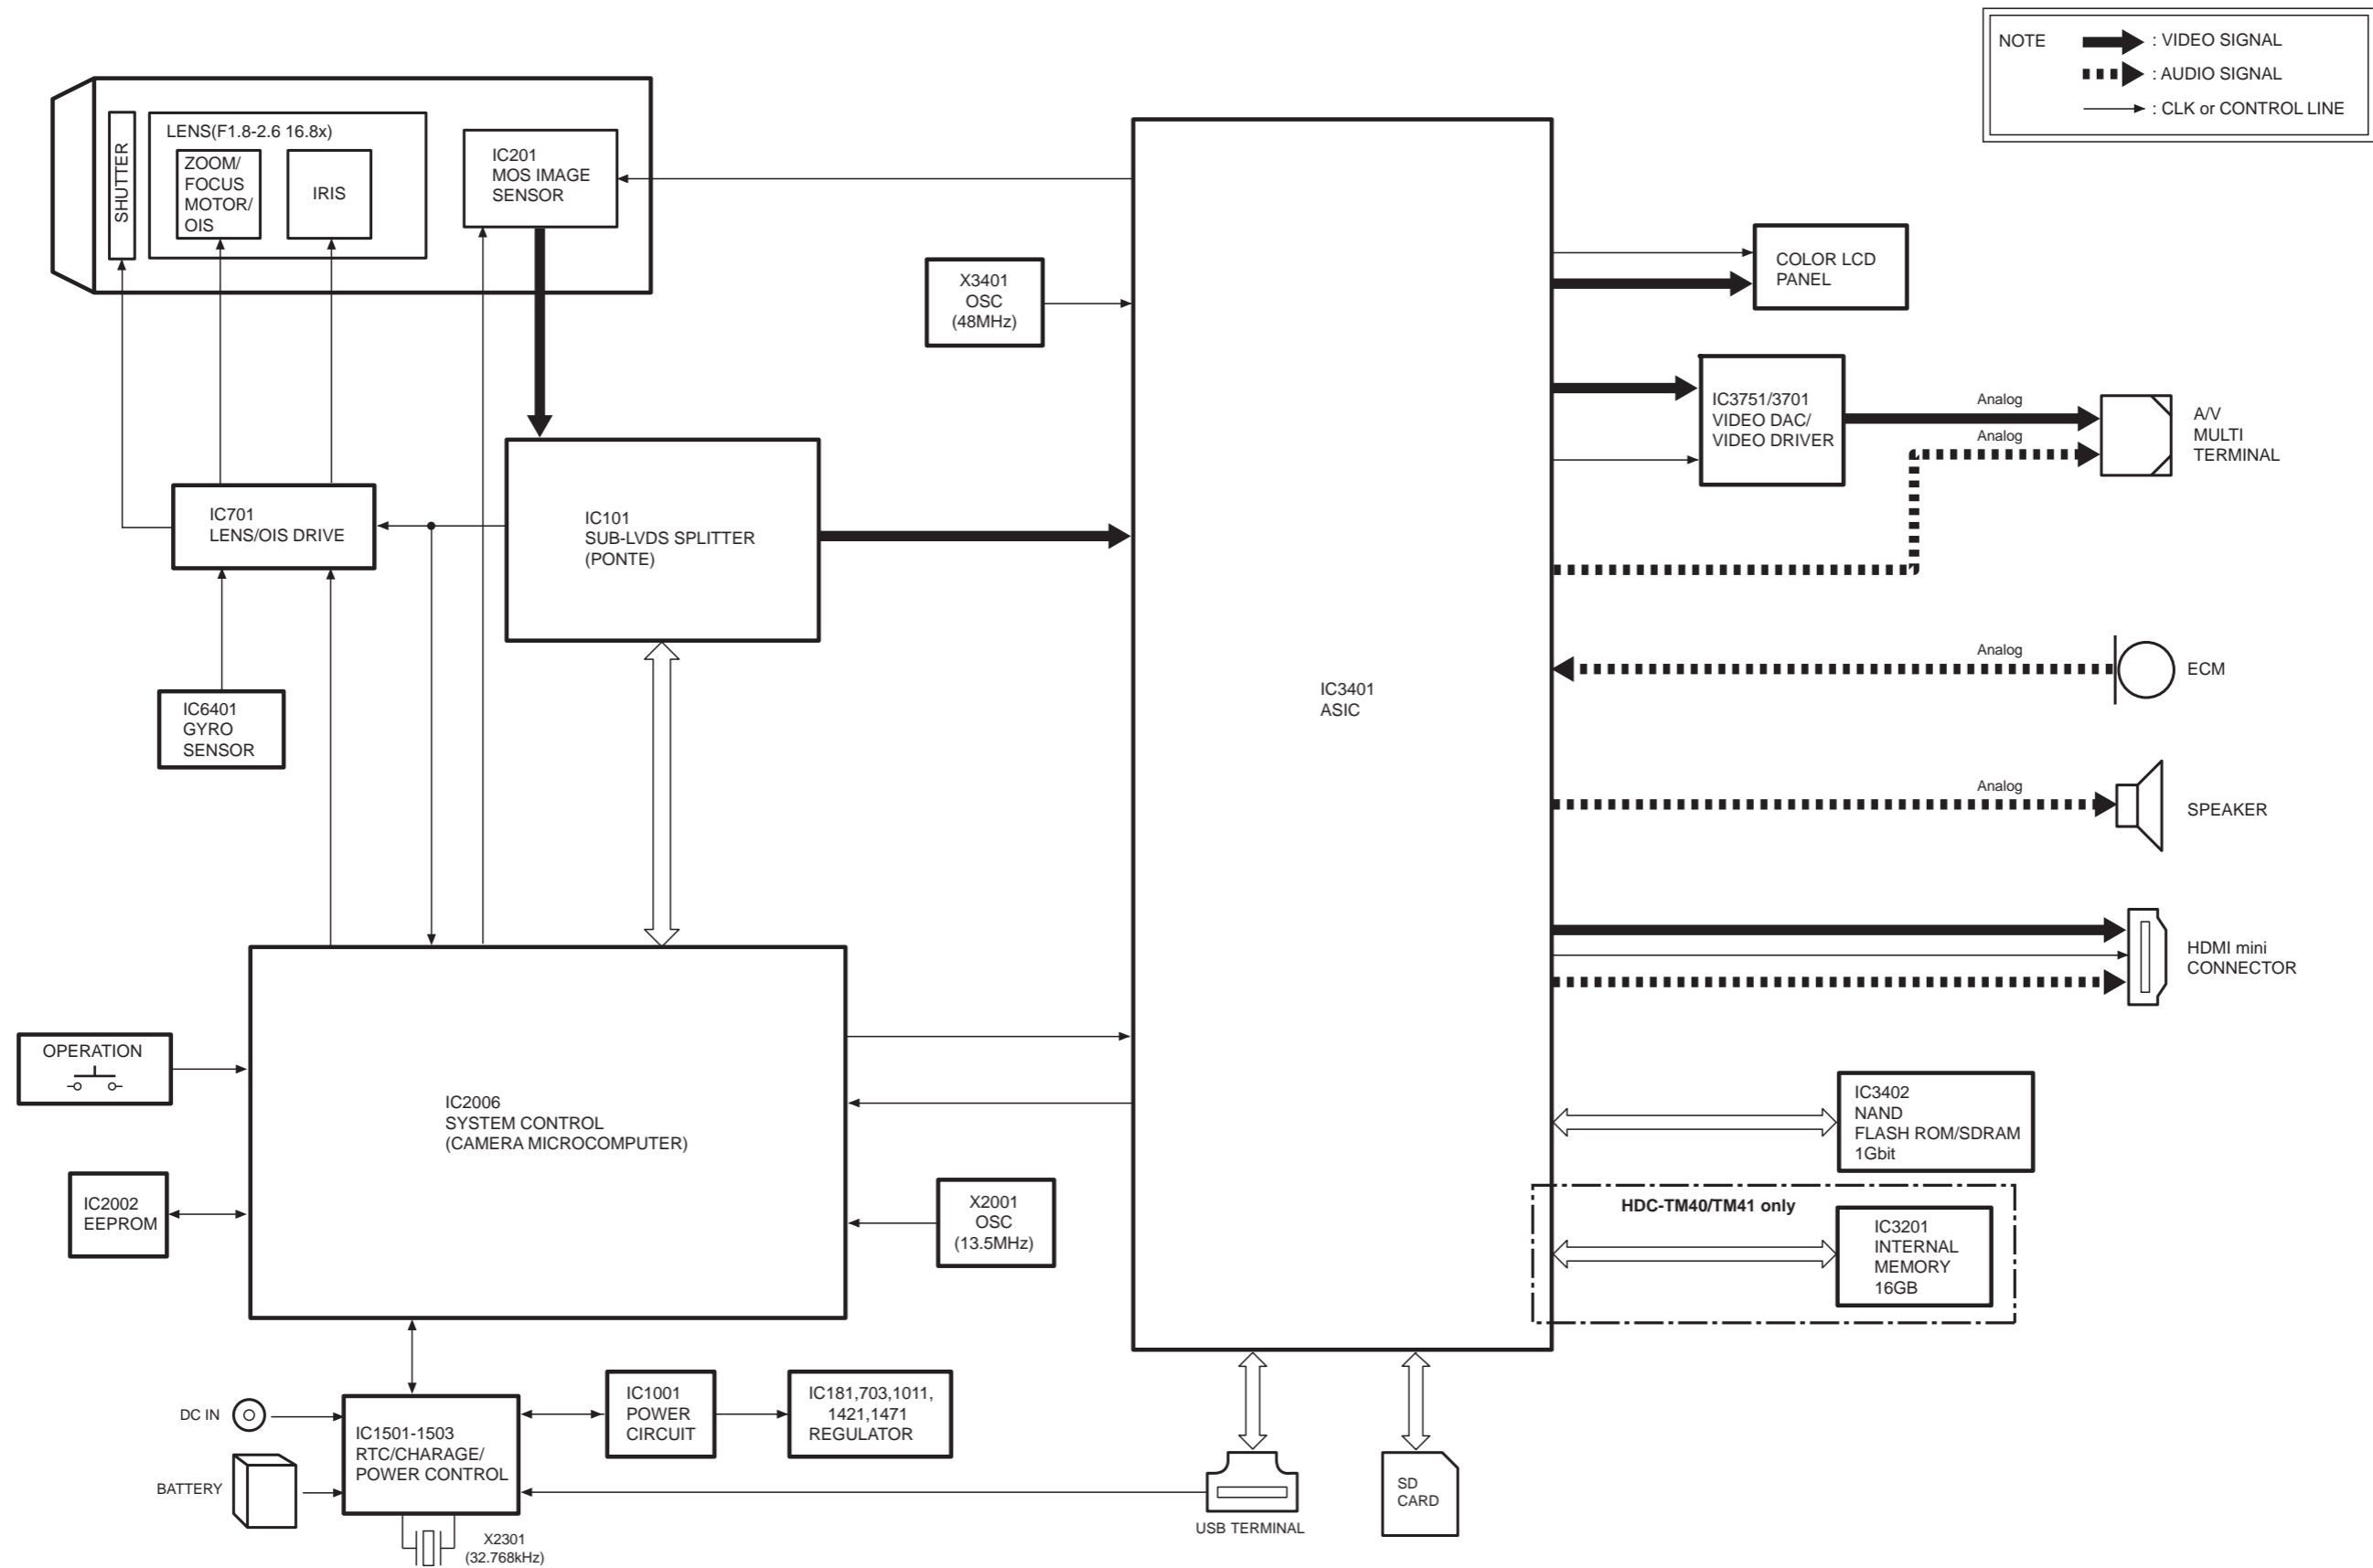 NOTE
: VIDEO SIGNAL
: AUDIO SIGNAL
: CLK or CONTROL LINE
SHUTTER
LENS(F1.8-2.6 16.8x)
ZOOM/
FOCUS
MOTOR/
OIS
IRIS
IC201
MOS IMAGE
SENSOR
X3401
OSC
(48MHz)
COLOR LCD
PANEL
IC3751/3701
VIDEO DAC/
VIDEO DRIVER
Analog
Analog
A/V
MULTI
TERMINAL
IC701
LENS/OIS DRIVE
IC101
SUB-LVDS SPLITTER
(PONTE)
IC6401
GYRO
SENSOR
IC3401
ASIC
Analog
ECM
Analog
SPEAKER
HDMI mini
CONNECTOR
OPERATION
IC2006
SYSTEM CONTROL
(CAMERA MICROCOMPUTER)
IC2002
EEPROM
X2001
OSC
(13.5MHz)
IC3402
NAND
FLASH ROM/SDRAM
1Gbit
HDC-TM40/TM41 only
IC3201
INTERNAL
MEMORY
16GB
DC IN
BATTERY
IC1501-1503
RTC/CHARAGE/
POWER CONTROL
IC1001
POWER
CIRCUIT
IC181,703,1011,
1421,1471
REGULATOR
X2301
(32.768kHz)
USB TERMINAL
SD
CARD